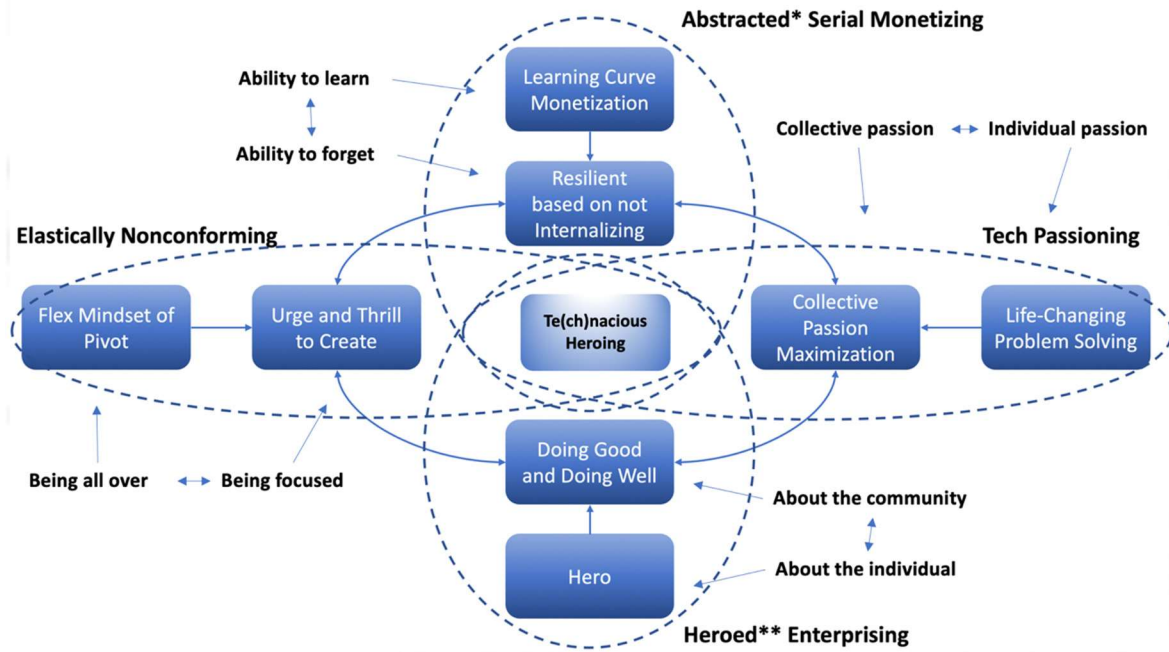 Abstracted* Serial Monetizing
Learning Curve
Monetization
Ability to learn
Ability to forget
Collective passion
Individual passion
Resilient
based on not
Internalizing
Elastically Nonconforming
Tech Passioning
Flex Mindset of
Pivot
Urge and Thrill
to Create
Te(ch)nacious
Heroing
Collective
Passion
Maximization
Life-Changing
Problem Solving
Being all over
Being focused
Doing Good
and Doing Well
About the community
About the individual
Hero
Heroed** Enterprising